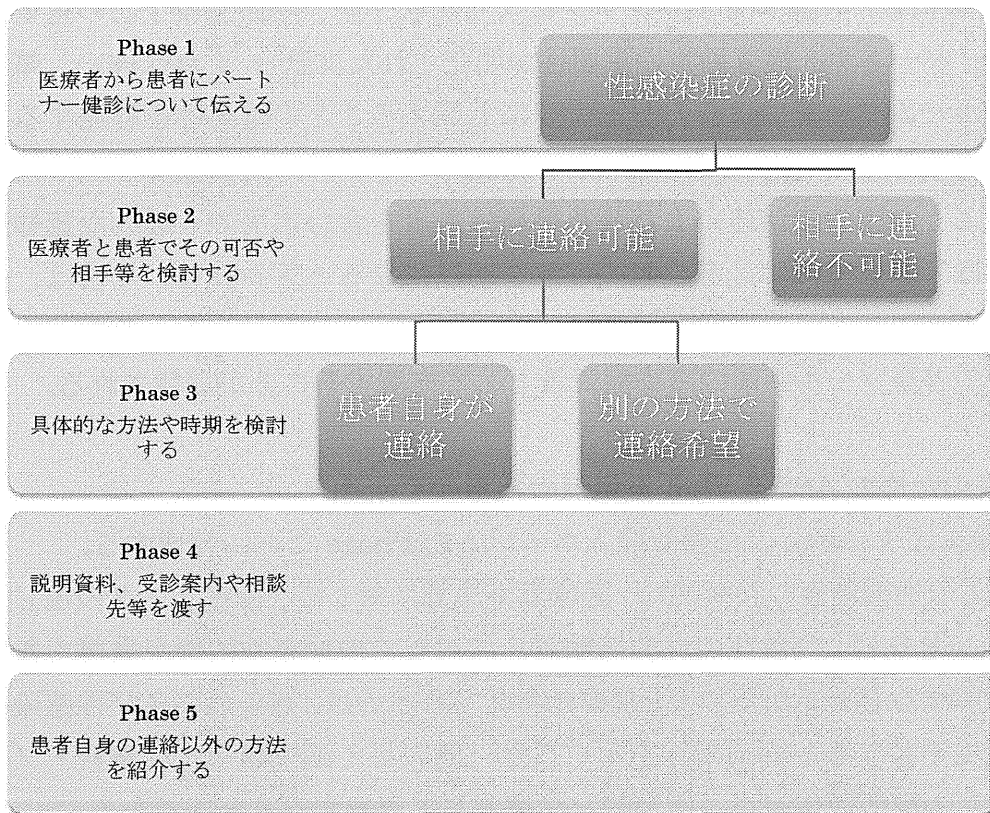 Phase 1
医療者から患者にパート
ナー健診について伝える
性感染症の診断
Phase 2
医療者と患者でその可否や
相手等を検討する
相手に連絡可能
相手に連
絡不可能
Phase 3
具体的な方法や時期を検討
する
患者自身が
連絡
別の方法で
連絡希望
Phase 4
説明資料、受診案内や相談
先等を渡す
Phase 5
患者自身の連絡以外の方法
を紹介する